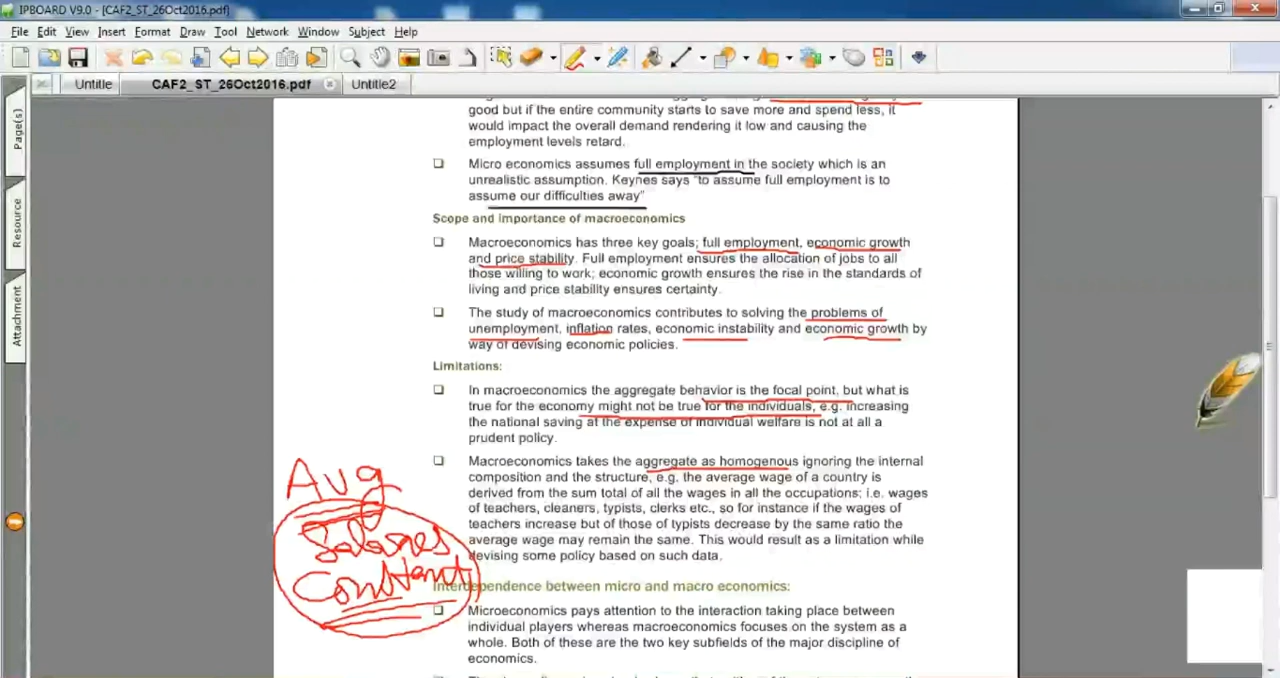 IPBOARD V9.0 - [CAF2_ST_26Oct2016.pdf]
File Edit View Insert Format Draw Tool Network Window Subject Help
Untitle CAF2_ST_26Oct2016.pdf Untitle2
Page(s)
Resource
Attachment
good but if the entire community starts to save more and spend less, it
would impact the overall demand rendering it low and causing the
employment levels retard.
Micro economics assumes full employment in the society which is an
unrealistic assumption. Keynes says "to assume full employment is to
assume our difficulties away"
Scope and importance of macroeconomics
Macroeconomics has three key goals; full employment, economic growth
and price stability. Full employment ensures the allocation of jobs to all
those willing to work; economic growth ensures the rise in the standards of
living and price stability ensures certainty.
The study of macroeconomics contributes to solving the problems of
unemployment, inflation rates, economic instability and economic growth by
way of devising economic policies.
Limitations:
In macroeconomics the aggregate behavior is the focal point, but what is
true for the economy might not be true for the individuals, e.g. increasing
the national saving at the expense of individual welfare is not at all a
prudent policy.
Macroeconomics takes the aggregate as homogenous ignoring the internal
composition and the structure, e.g. the average wage of a country is
derived from the sum total of all the wages in all the occupations; i.e. wages
of teachers, cleaners, typists, clerks etc., so for instance if the wages of
teachers increase but of those of typists decrease by the same ratio the
average wage may remain the same. This would result as a limitation while
devising some policy based on such data.
Avg
Salaries
Constant
Interdependence between micro and macro economics:
Microeconomics pays attention to the interaction taking place between
individual players whereas macroeconomics focuses on the system as a
whole. Both of these are the two key subfields of the major discipline of
economics.